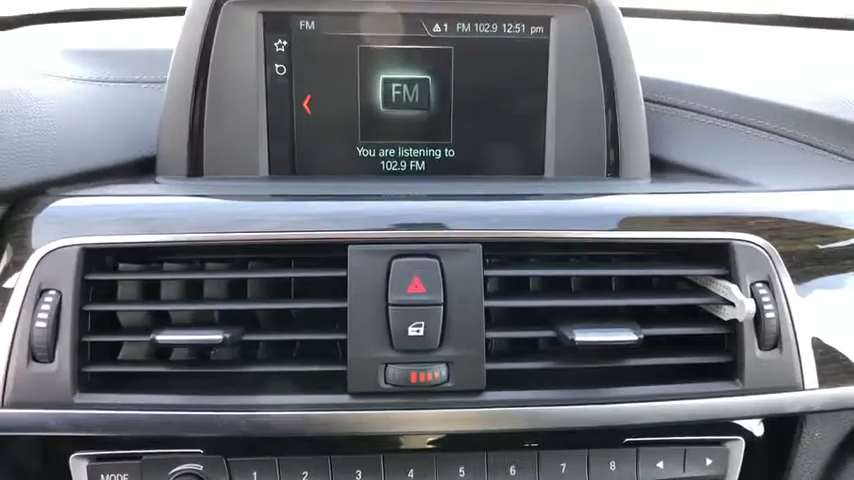 FM
1 FM 102.9 12:51 pm
FM
You are listening to
102.9 FM
MODE 1 2 3 4 5 6 7 8